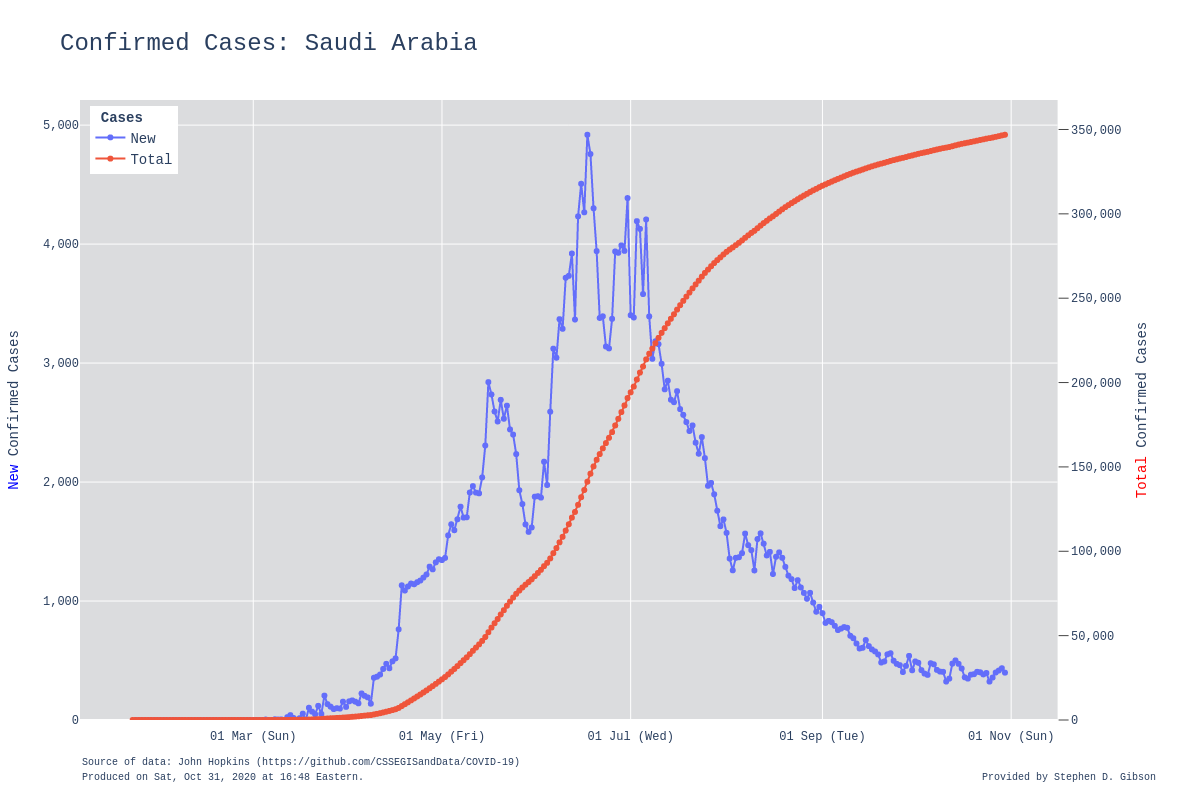 Confirmed Cases: Saudi Arabia
Cases
New
Total
5,000
4,000
3,000
2,000
1,000
0
New Confirmed Cases
350,000
300,000
250,000
200,000
150,000
100,000
50,000
0
Total Confirmed Cases
01 Mar (Sun) 01 May (Fri) 01 Jul (Wed) 01 Sep (Tue) 01 Nov (Sun)
Source of data: John Hopkins (https://github.com/CSSEGISandData/COVID-19)
Produced on Sat, Oct 31, 2020 at 16:48 Eastern.
Provided by Stephen D. Gibson